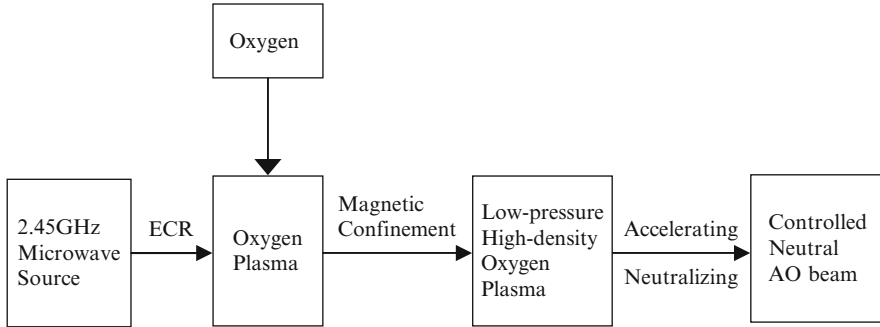 Oxygen
2.45GHz
Microwave
Source
ECR
Oxygen
Plasma
Magnetic
Confinement
Low-pressure
High-density
Oxygen
Plasma
Accelerating
Neutralizing
Controlled
Neutral
AO beam